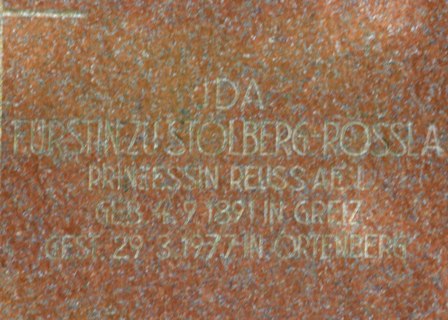 IDA
FÜRSTIN ZU STOLBERG-ROSSLA
PRINZESSIN REUSS AE. L.
GEB. 4. 9. 1891 IN GREIZ
GEST. 29. 3. 1977 IN ORTENBERG